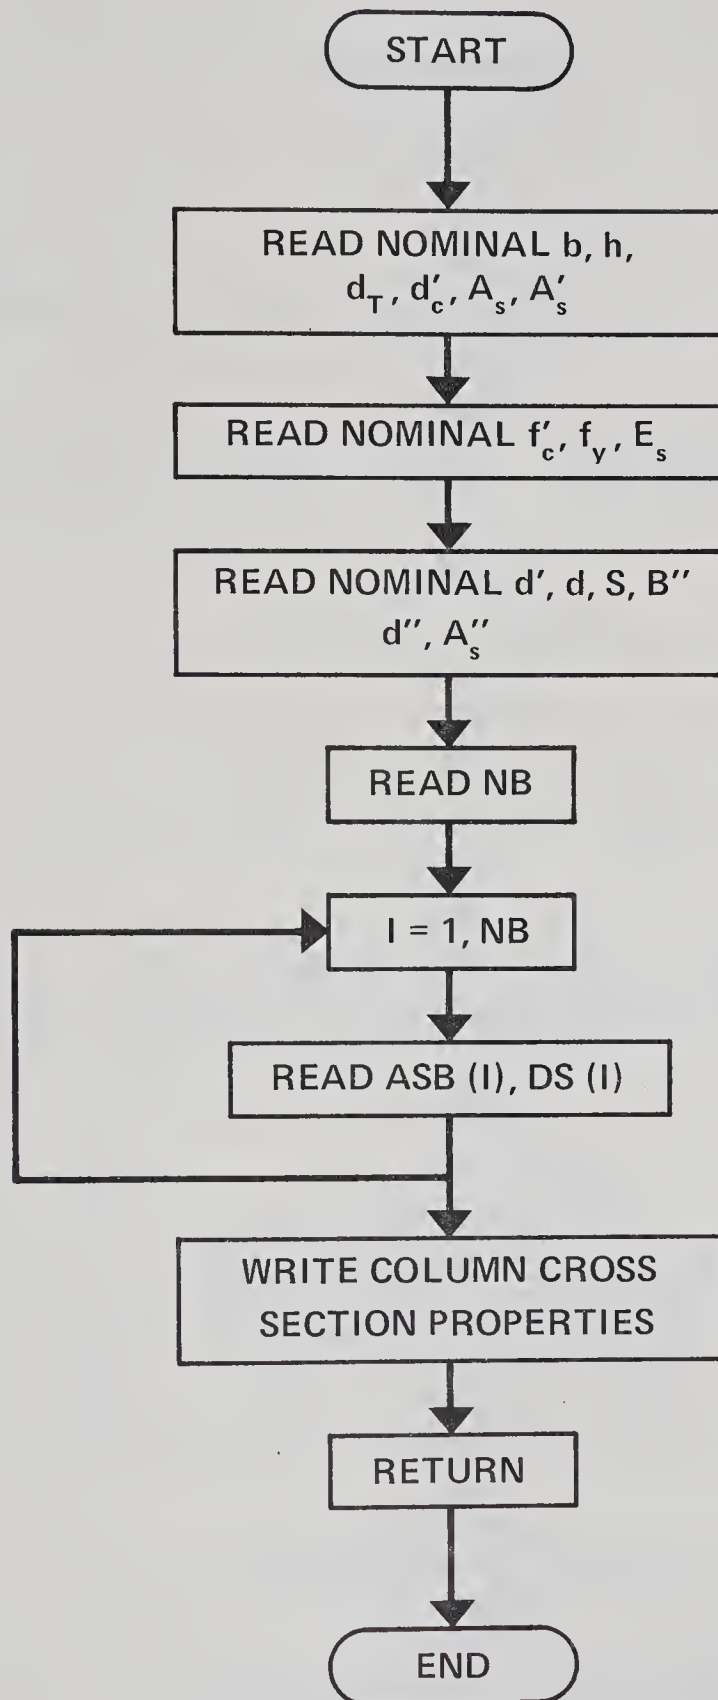 START
READ NOMINAL b, h,
d_T, d'_c, A_s, A'_s
READ NOMINAL f'_c, f_y, E_s
READ NOMINAL d', d, S, B''
d'', A''_s
READ NB
I = 1, NB
READ ASB (I), DS (I)
WRITE COLUMN CROSS
SECTION PROPERTIES
RETURN
END